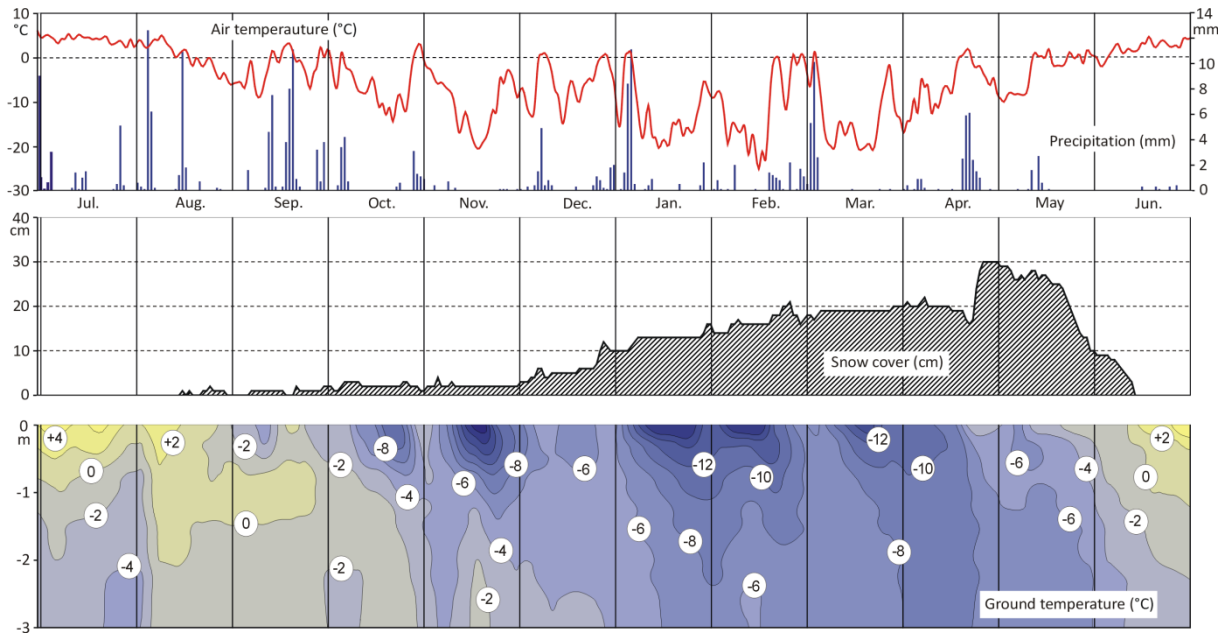 10 14
°C Air temperauture (°C) mm
12
0 10
-10 8
6
-20 Precipitation (mm) 4
2
-30 0
Jul. Aug. Sep. Oct. Nov. Dec. Jan. Feb. Mar. Apr. May Jun.
40
cm
30
20
10 Snow cover (cm)
0
0 +4 +2 -2 -8 -12 +2
m
0 -2 -8 -6 -12 -10 -10 -6 -4 0
-1 -6 -4
-2 0 -6 -2
-6 -8
-4 -8
-2 -4 -2 -4 -6
-2
Ground temperature (°C)
-3